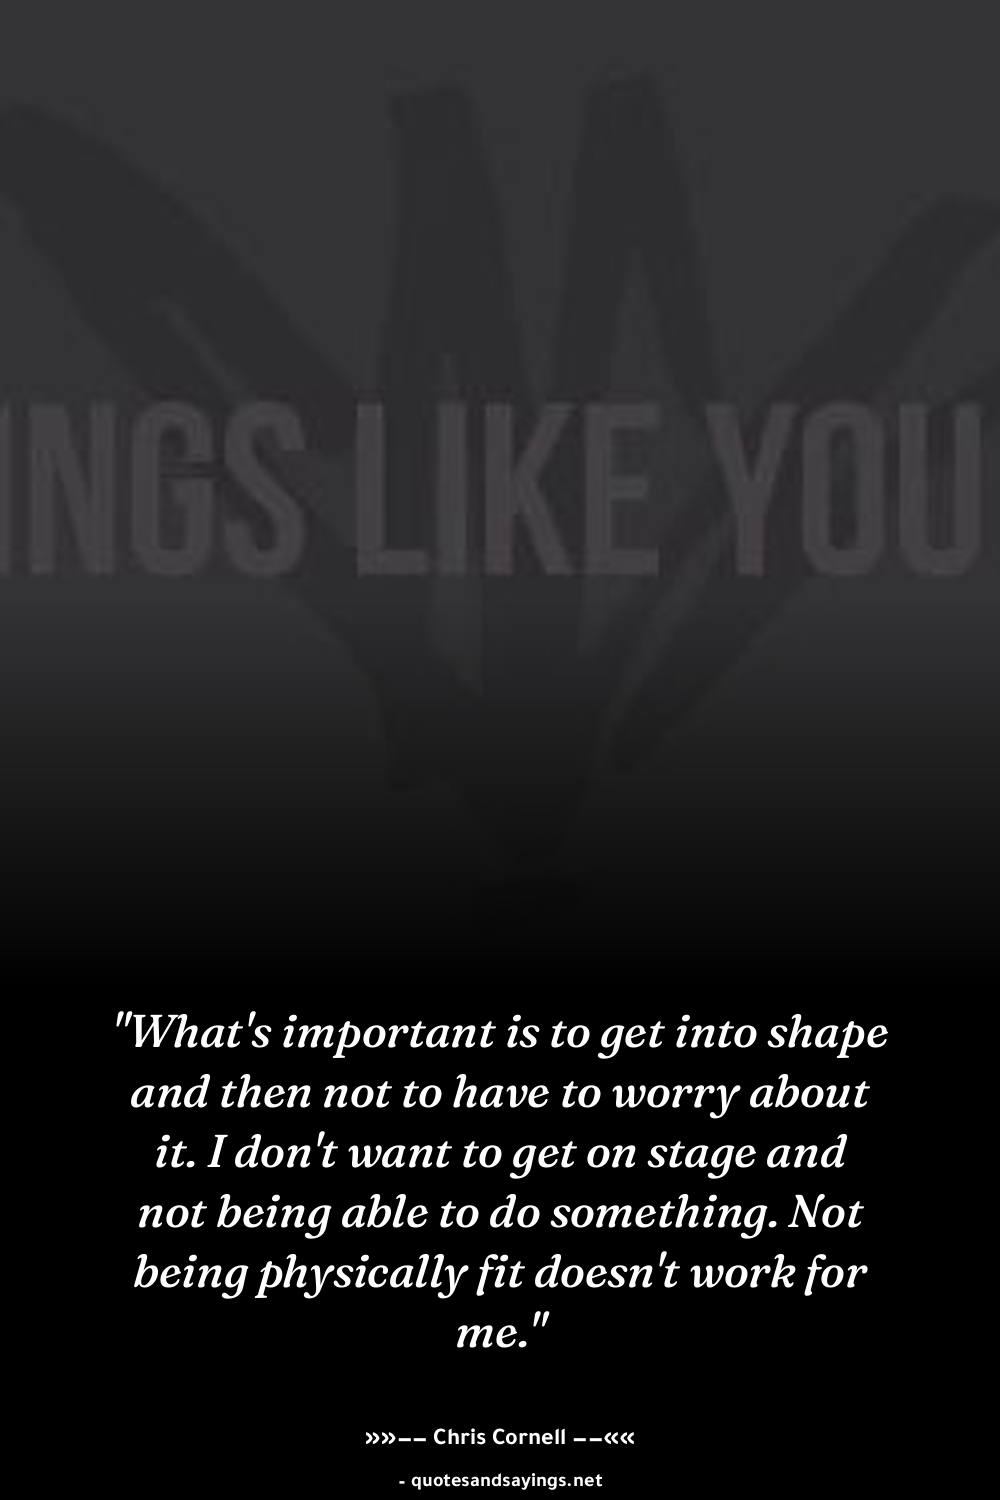 INGS LIKE YOU
"What's important is to get into shape
and then not to have to worry about
it. I don't want to get on stage and
not being able to do something. Not
being physically fit doesn't work for
me."
»»−− Chris Cornell −−««
- quotesandsayings.net